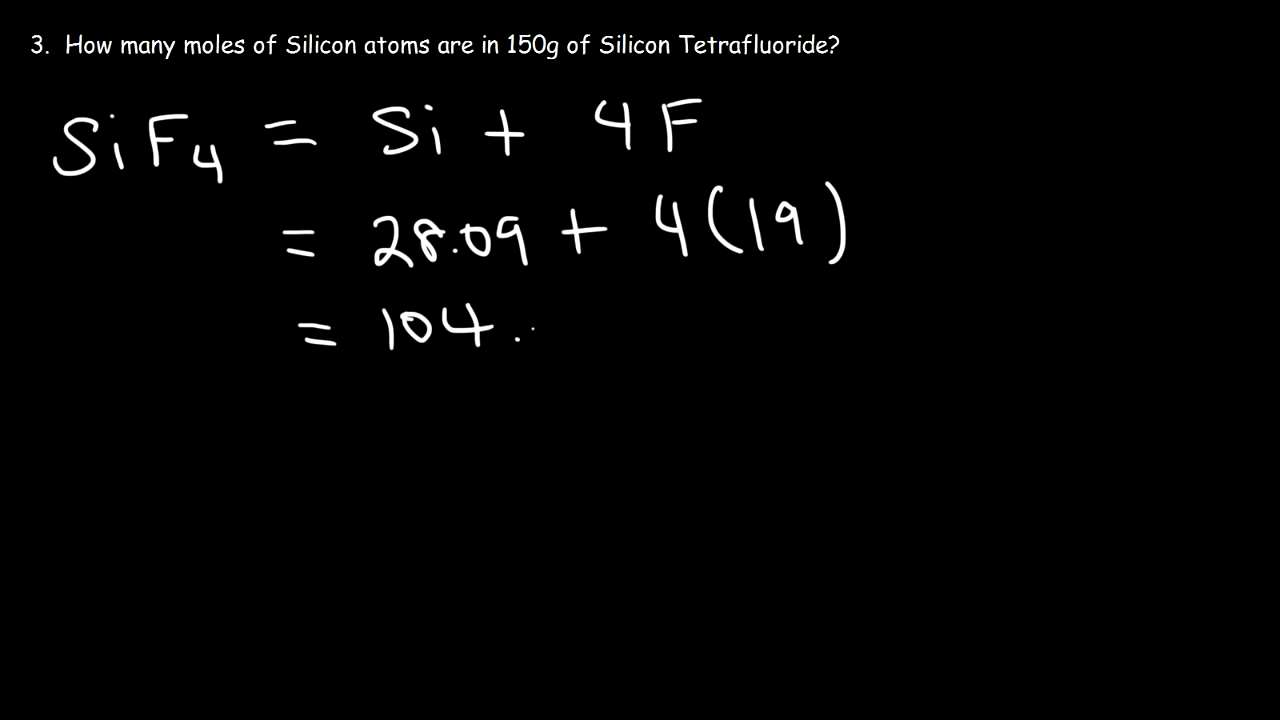 3. How many moles of Silicon atoms are in 150g of Silicon Tetrafluoride?
SiF₄ = Si + 4F
= 28.09 + 4(19)
= 104.